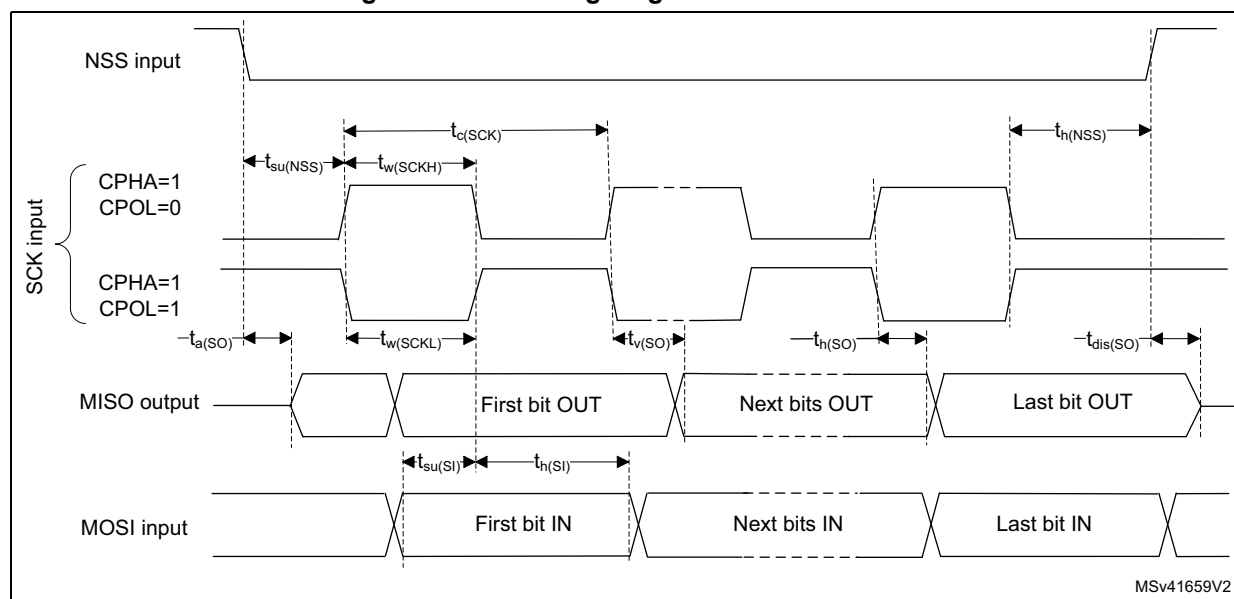 NSS input
tc(SCK)
th(NSS)
tsu(NSS)
tw(SCKH)
SCK input
CPHA=1
CPOL=0
CPHA=1
CPOL=1
ta(SO)
tw(SCKL)
tv(SO)
th(SO)
tdis(SO)
MISO output
First bit OUT
Next bits OUT
Last bit OUT
tsu(SI)
th(SI)
MOSI input
First bit IN
Next bits IN
Last bit IN
MSv41659V2